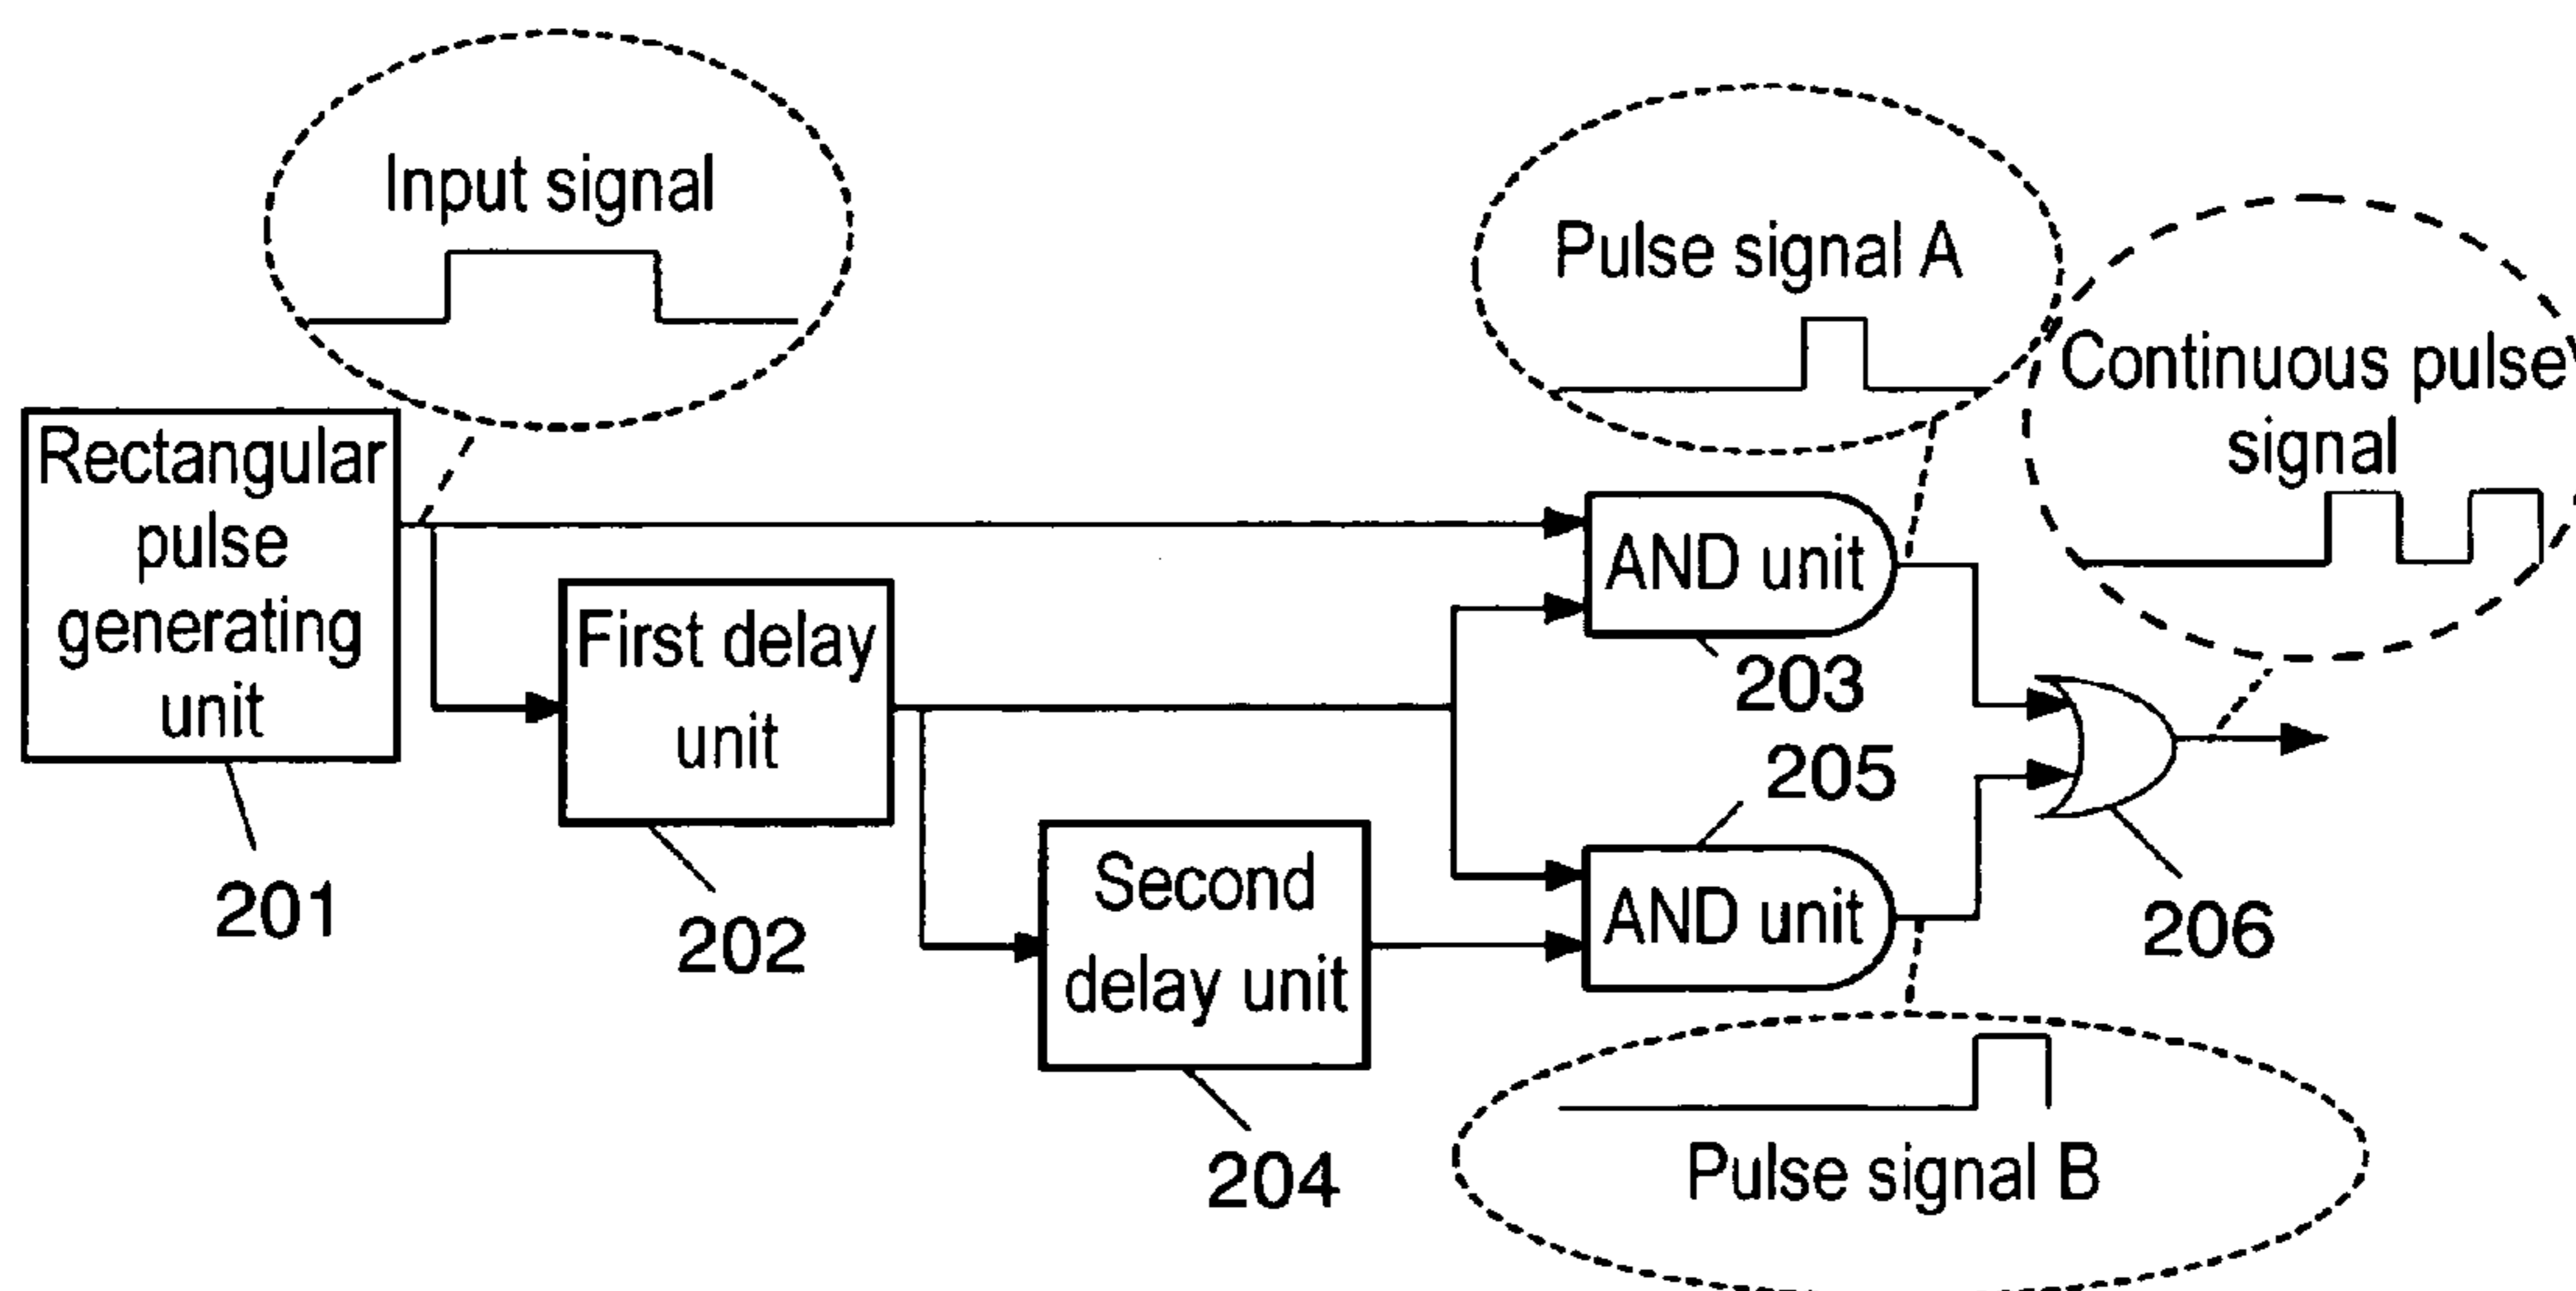 Input signal
Pulse signal A
Continuous pulse
signal
Rectangular
pulse
generating
unit
201
First delay
unit
202
AND unit
203
205
Second
delay unit
204
AND unit
206
Pulse signal B